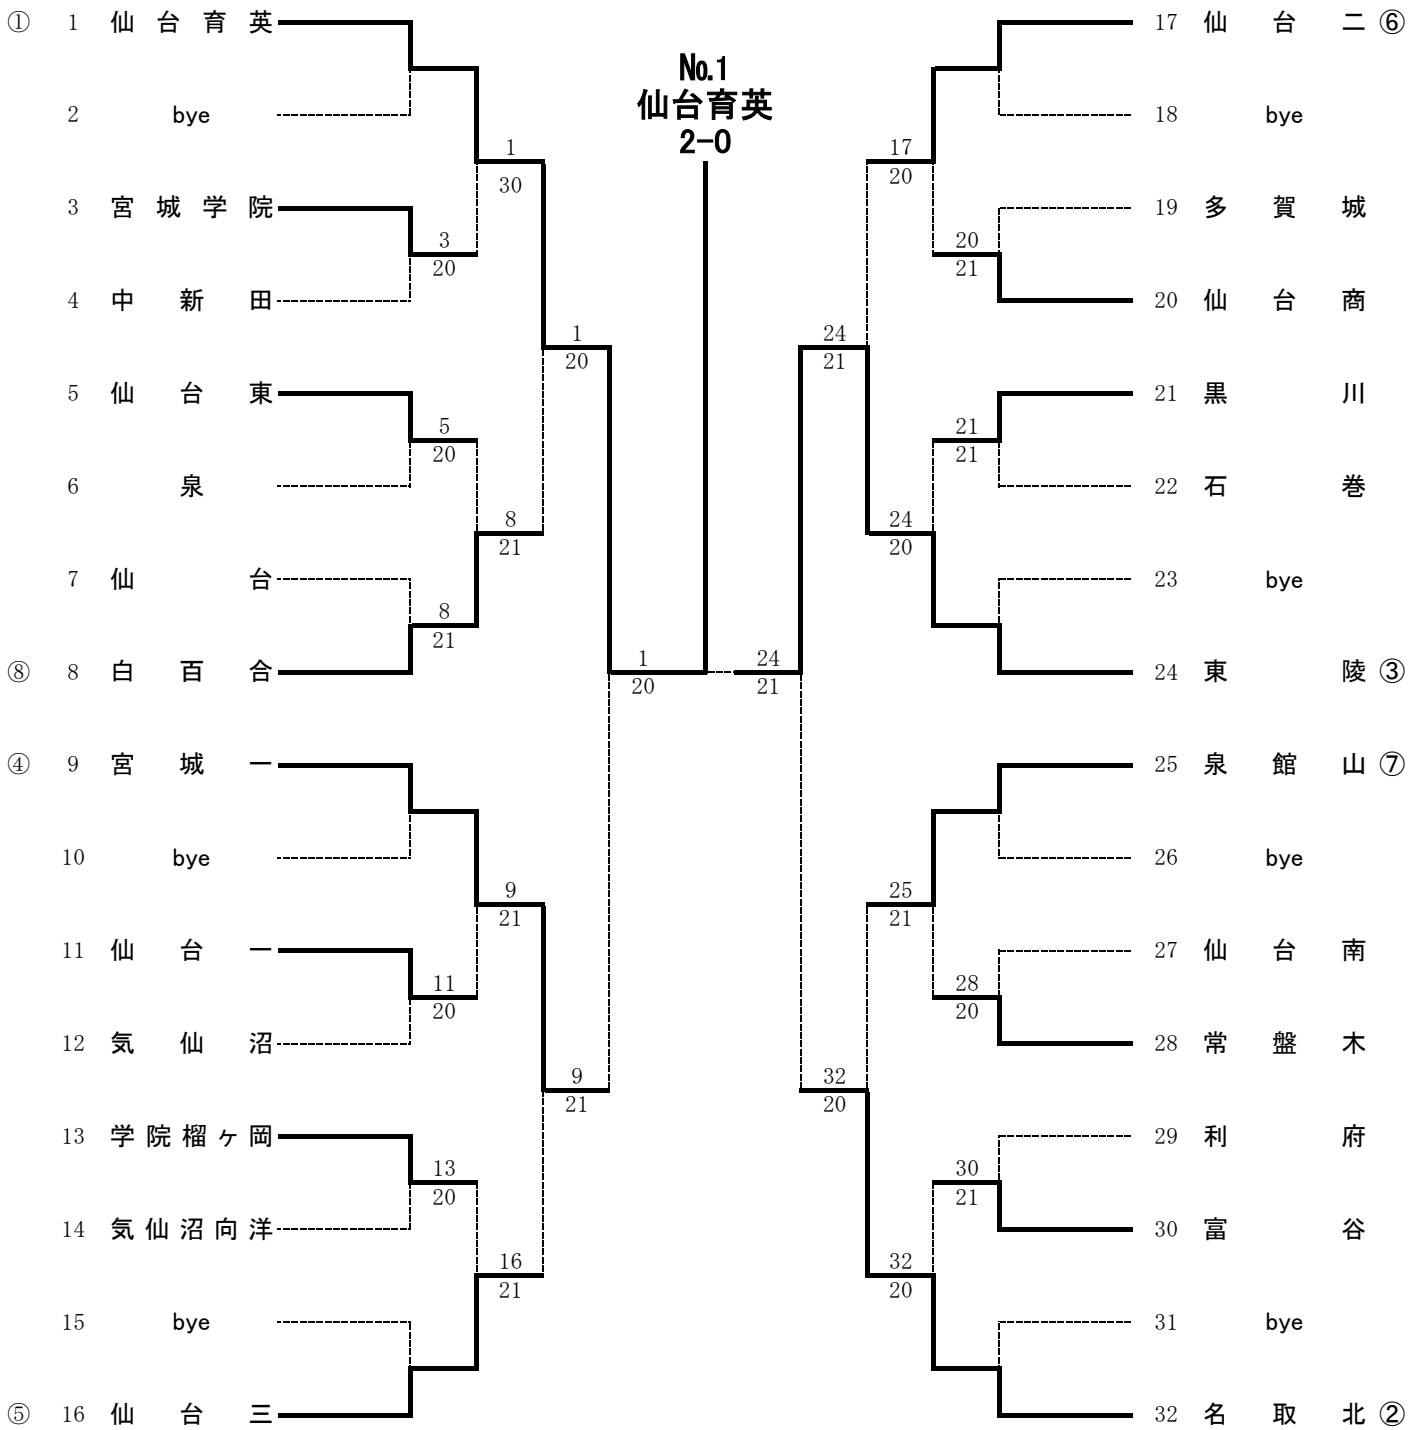 ① 1 仙台育英
2 bye
3 宮城学院
4 中新田
5 仙台東
6 泉
7 仙台
⑧ 8 白百合
④ 9 宮城一
10 bye
11 仙台一
12 気仙沼
13 学院榴ヶ岡
14 気仙沼向洋
15 bye
⑤ 16 仙台三
3
20
5
20
8
21
11
20
13
20
1
30
8
21
9
21
16
21
1
20
9
21
1
20
No.1
仙台育英
2-0
24
21
24
21
32
20
17
20
24
20
25
21
32
20
20
21
21
21
28
20
30
21
17 仙台二 ⑥
18 bye
19 多賀城
20 仙台商
21 黒川
22 石巻
23 bye
24 東陵 ③
25 泉館山 ⑦
26 bye
27 仙台南
28 常盤木
29 利府
30 富谷
31 bye
32 名取北 ②